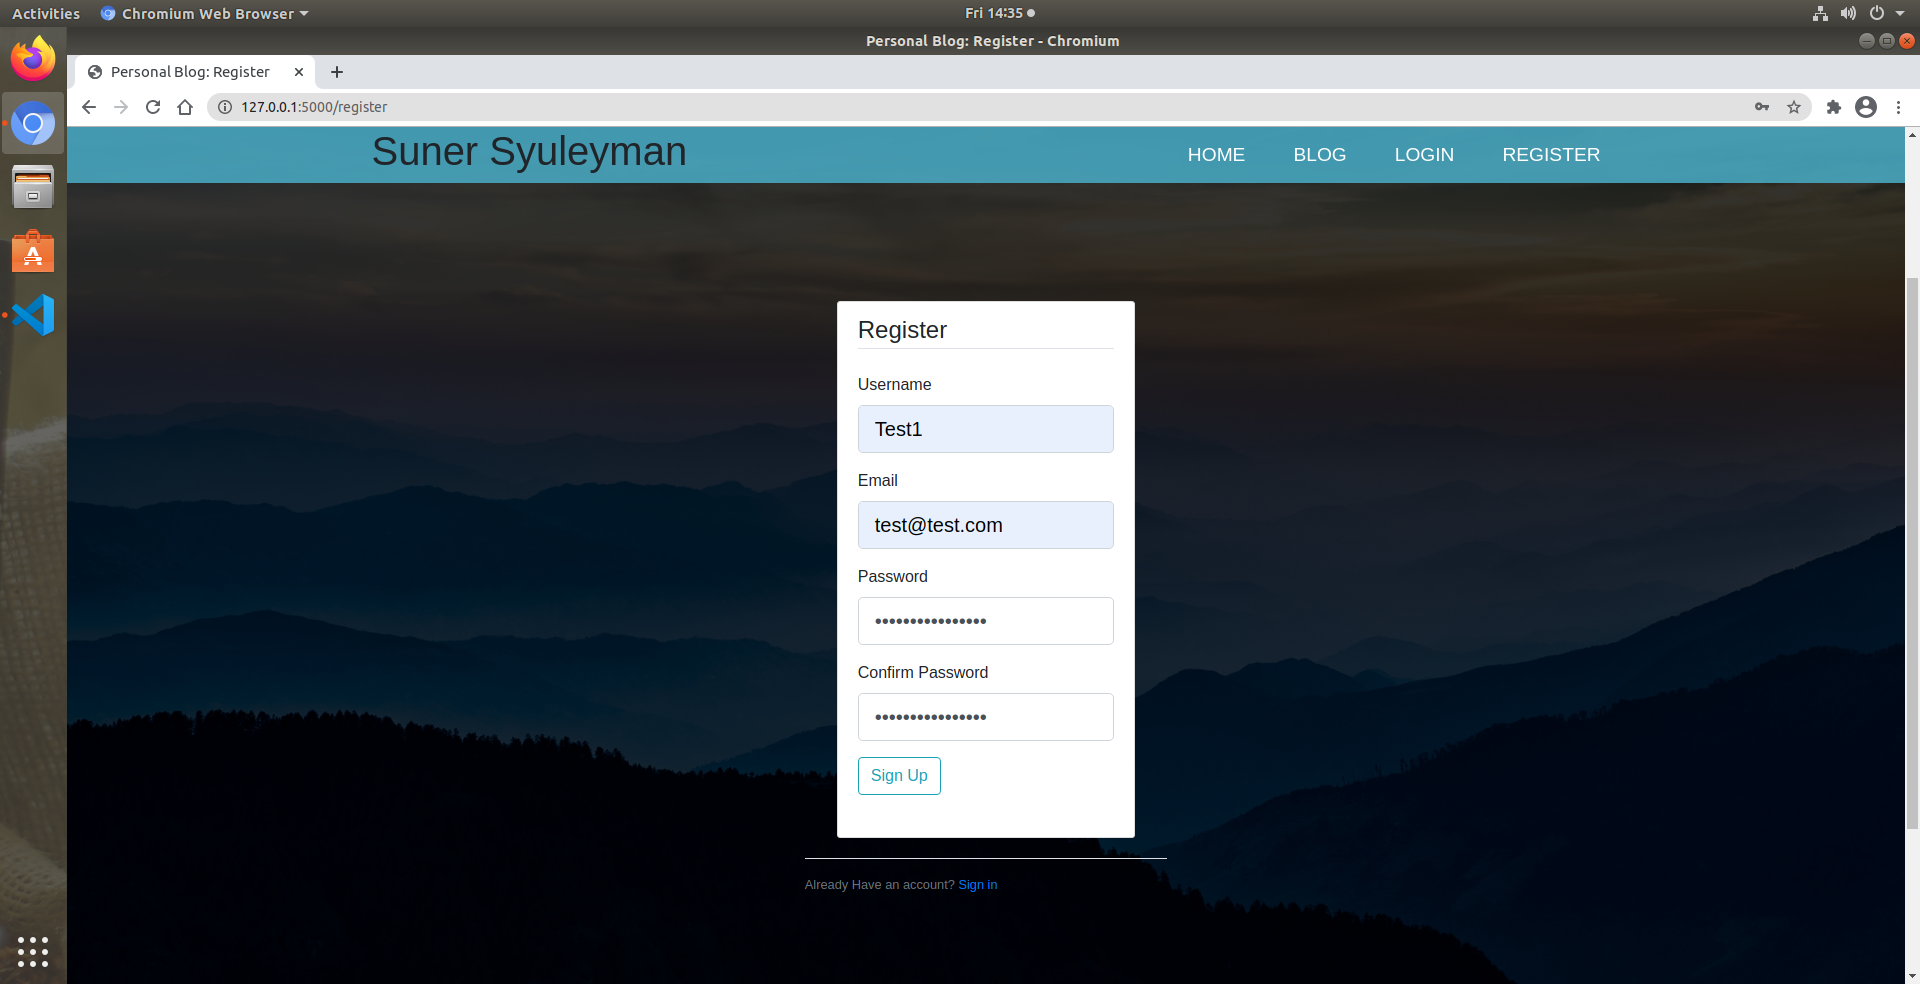 Activities
Chromium Web Browser
Fri 14:35
Personal Blog: Register - Chromium
Personal Blog: Register
127.0.0.1:5000/register
Suner Syuleyman
HOME
BLOG
LOGIN
REGISTER
Register
Username
Test1
Email
test@test.com
Password
••••••••••••••••
Confirm Password
••••••••••••••••
Sign Up
Already Have an account? Sign in